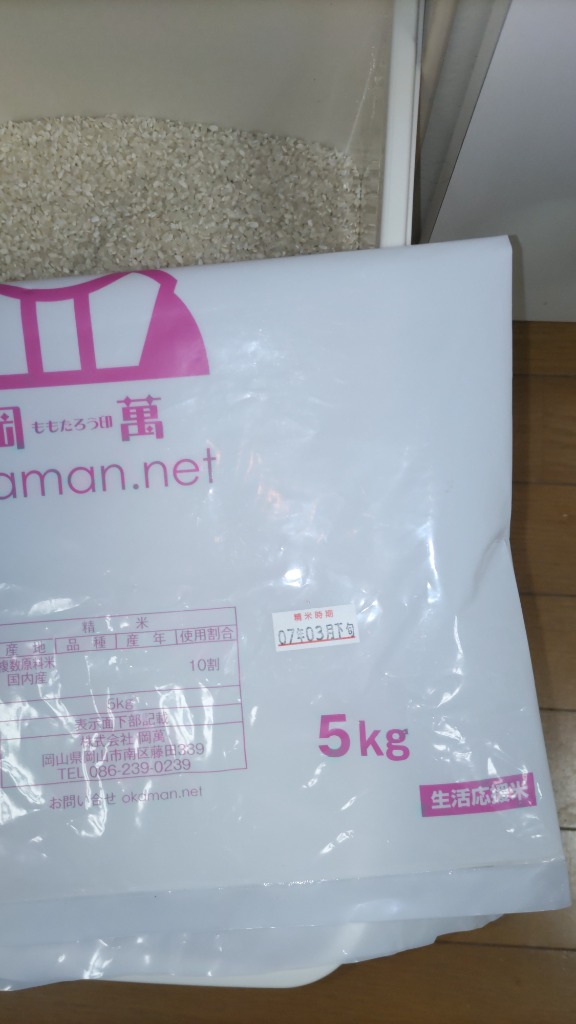 岡 ももたろう印 萬
aman.net
精米
産地 品種 産年 使用割合
複数原料米
国内産
10割
5kg
表示面下部記載
株式会社 岡萬
岡山県岡山市南区藤田339
TEL 086-239-0239
お問い合せ okaman.net
精米時期
07年03月下旬
5kg
生活応援米